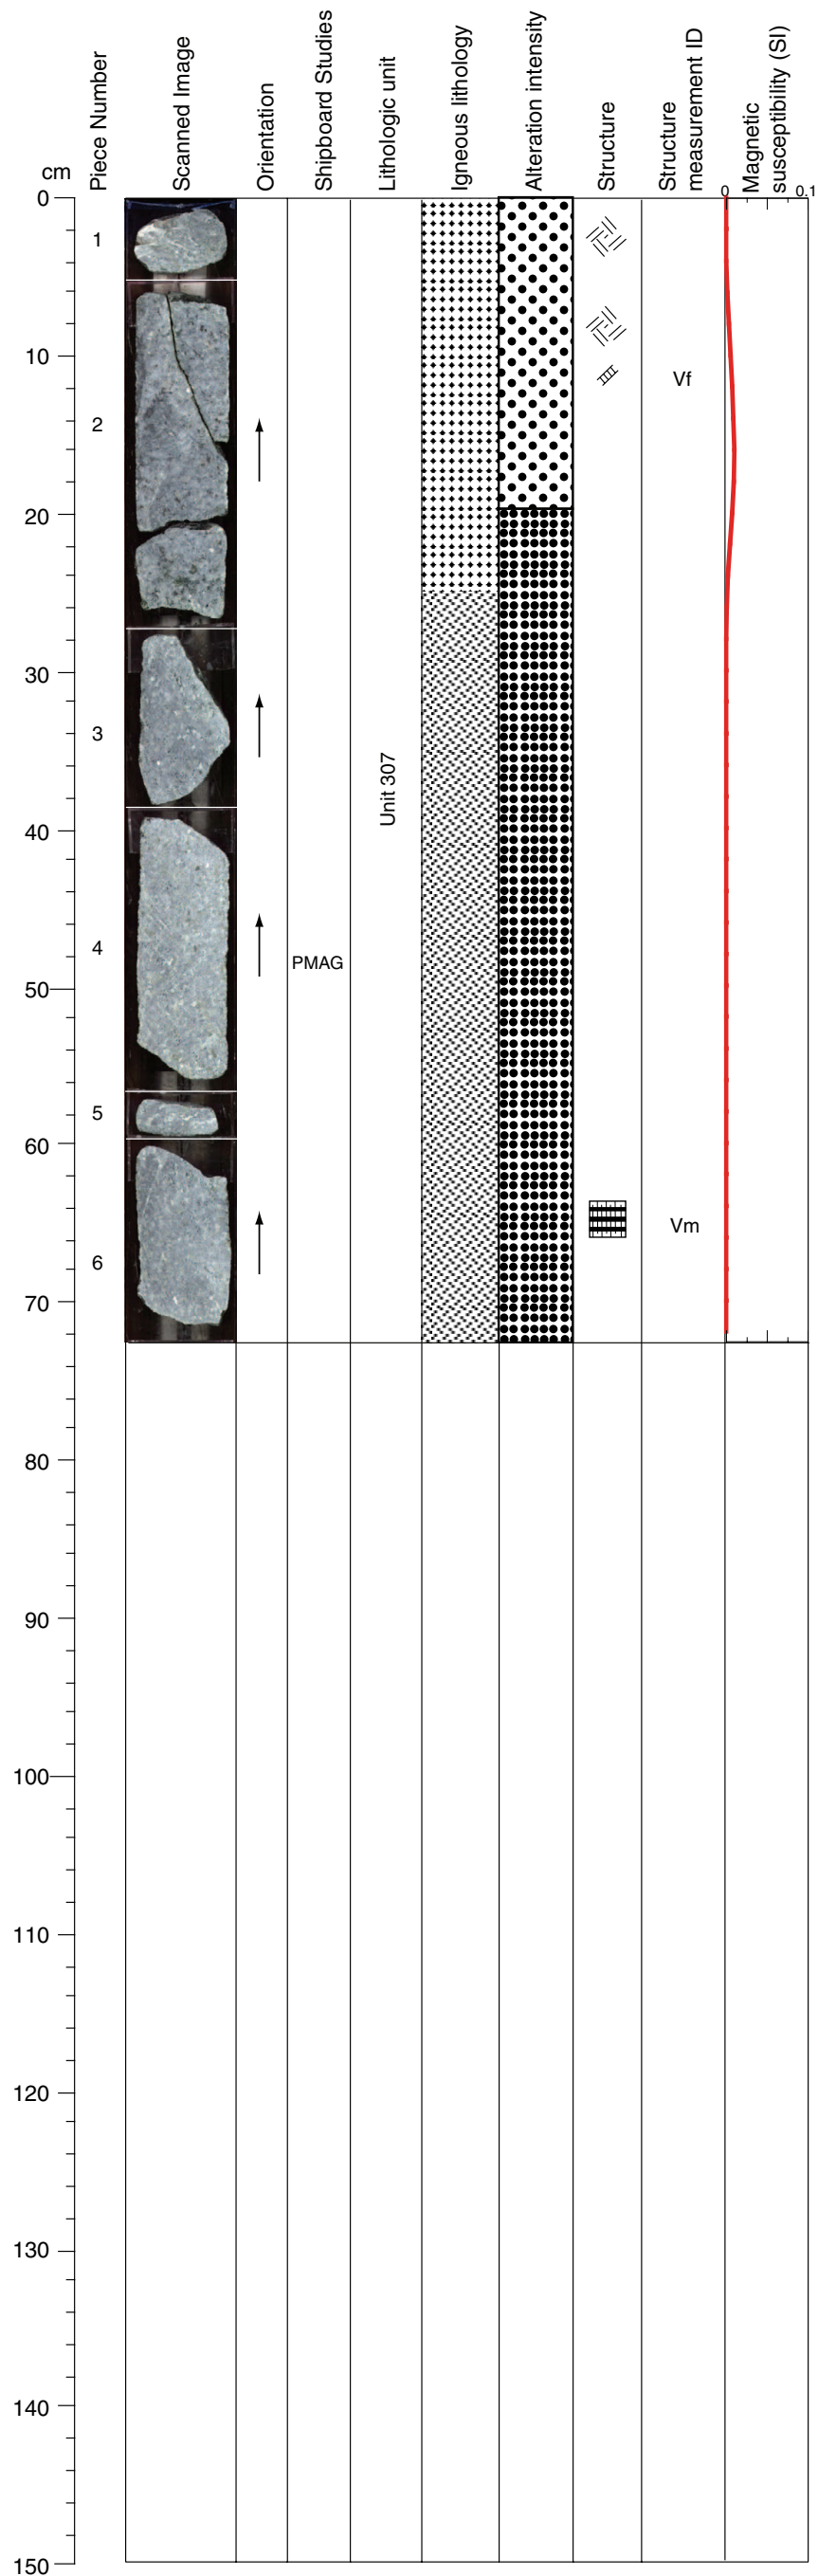 cm
Piece Number
Scanned Image
Orientation
Shipboard Studies
Lithologic unit
Igneous lithology
Alteration intensity
Structure
Structure
measurement ID
Magnetic
susceptibility (SI)
0 0.1
0
1
10
Vf
2
20
30
3
Unit 307
40
4
PMAG
50
5
60
Vm
6
70
80
90
100
110
120
130
140
150